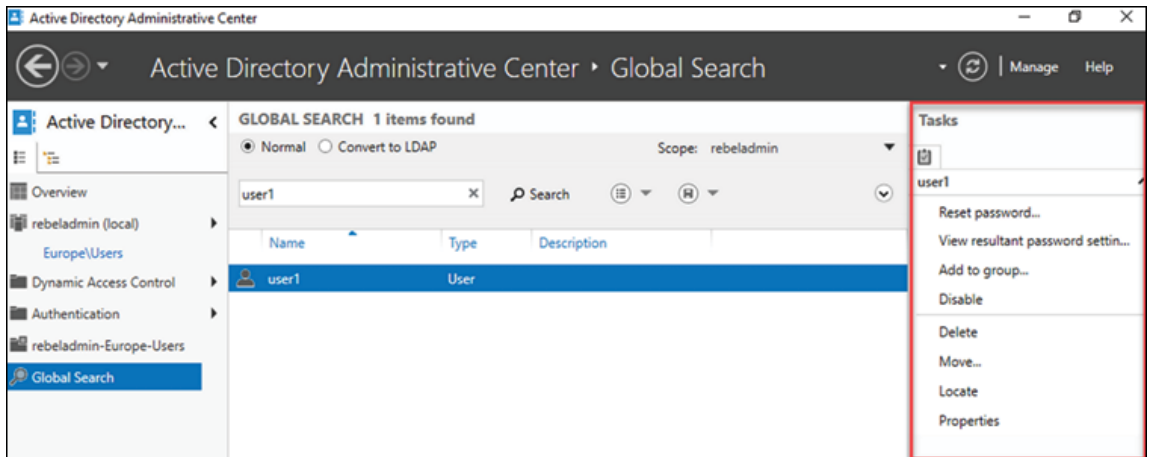 Active Directory Administrative Center
Active Directory Administrative Center ‣ Global Search
Manage Help
Active Directory...
Overview
rebeladmin (local)
Europe\Users
Dynamic Access Control
Authentication
rebeladmin-Europe-Users
Global Search
GLOBAL SEARCH 1 items found
Normal Convert to LDAP Scope: rebeladmin
user1 Search
Name Type Description
user1 User
Tasks
user1
Reset password...
View resultant password settin...
Add to group...
Disable
Delete
Move...
Locate
Properties